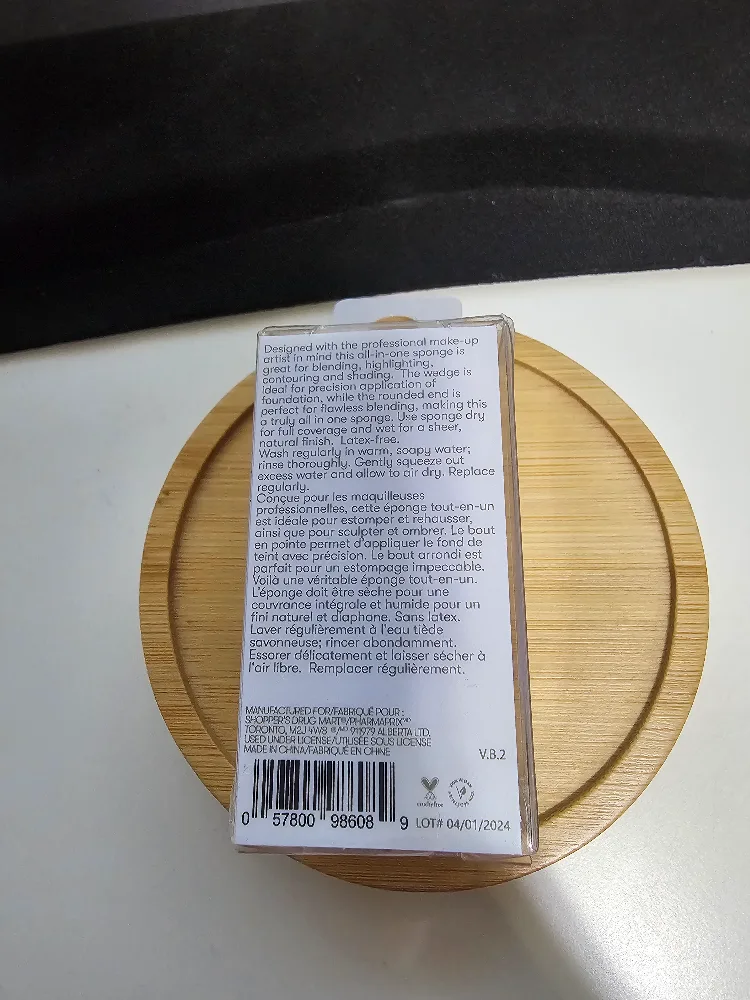 Designed with the professional make-up
artist in mind this all-in-one sponge is
great for blending, highlighting,
contouring and shading. The wedge is
ideal for precision application of
foundation, while the rounded end is
perfect for flawless blending, making this
a truly all in one sponge. Use sponge dry
for full coverage and wet for a sheer,
natural finish. Latex-free.
Wash regularly in warm, soapy water;
rinse thoroughly. Gently squeeze out
excess water and allow to air dry. Replace
regularly.
Conçue pour les maquilleuses
professionnelles, cette éponge tout-en-un
est idéale pour estomper et rehausser,
ainsi que pour sculpter et ombrer. Le bout
en pointe permet d'appliquer le fond de
teint avec précision. Le bout arrondi est
parfait pour un estompage impeccable.
Voilà une véritable éponge tout-en-un.
L'éponge doit être sèche pour une
couvrance intégrale et humide pour un
fini naturel et diaphane. Sans latex.
Laver régulièrement à l'eau tiède
savonneuse; rincer abondamment.
Essorer délicatement et laisser sécher à
l'air libre. Remplacer régulièrement.
MANUFACTURED FOR/FABRIQUÉ POUR :
SHOPPER'S DRUG MART®/PHARMAPRIX^MD
TORONTO, M2J 4W8 ®/MD 911979 ALBERTA LTD.
USED UNDER LICENSE/UTILISÉE SOUS LICENSE
MADE IN CHINA/FABRIQUÉ EN CHINE
V.B.2
cruelty free
0 57800 98608 9
LOT# 04/01/2024